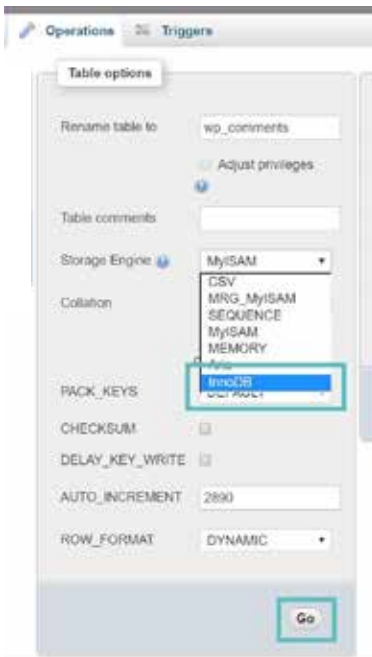 Operations Triggers
Table options
Rename table to wp_comments
Adjust privileges
Table comments
Storage Engine MyISAM
CSV
Collation MRG_MyISAM
SEQUENCE
MyISAM
MEMORY
InnoDB
PACK_KEYS DEFAULT
CHECKSUM
DELAY_KEY_WRITE
AUTO_INCREMENT 2890
ROW_FORMAT DYNAMIC
Go